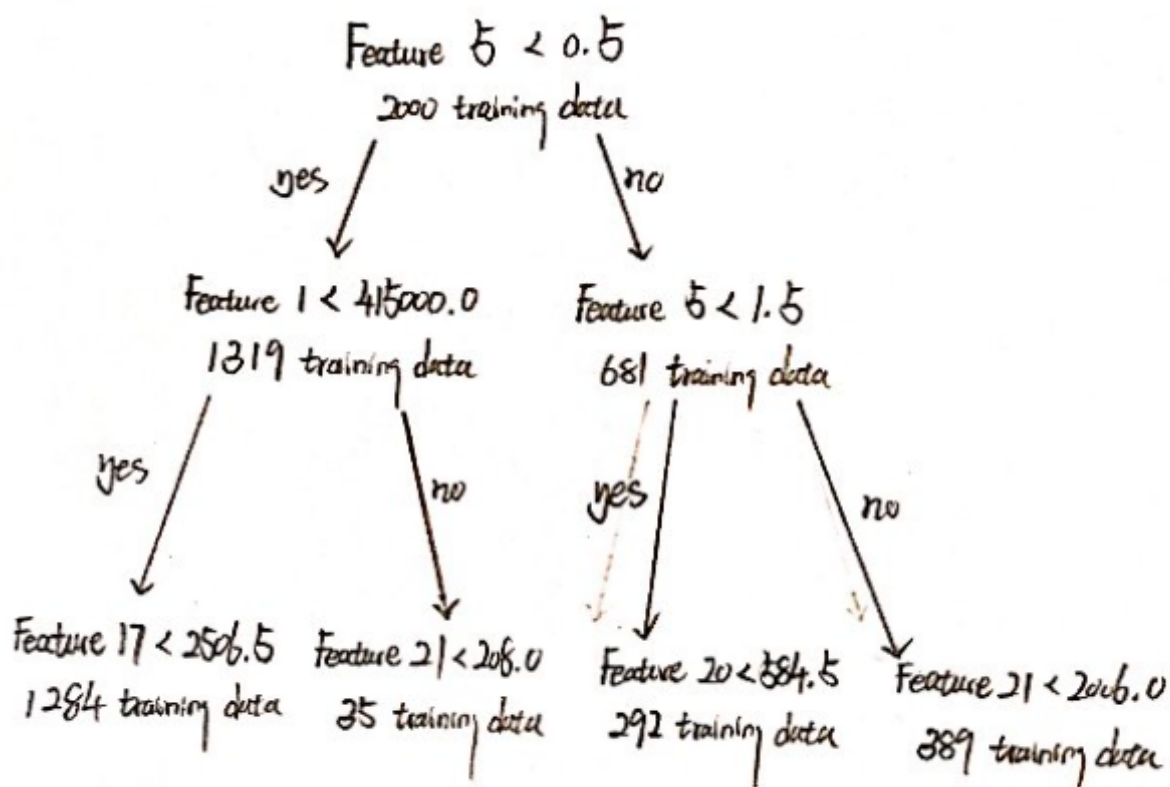 Feature 5 < 0.5
2000 training data
yes
no
Feature 1 < 415000.0
1319 training data
Feature 5 < 1.5
681 training data
yes
no
yes
no
Feature 17 < 2506.5
1284 training data
Feature 21 < 208.0
35 training data
Feature 20 < 584.5
292 training data
Feature 21 < 2006.0
389 training data